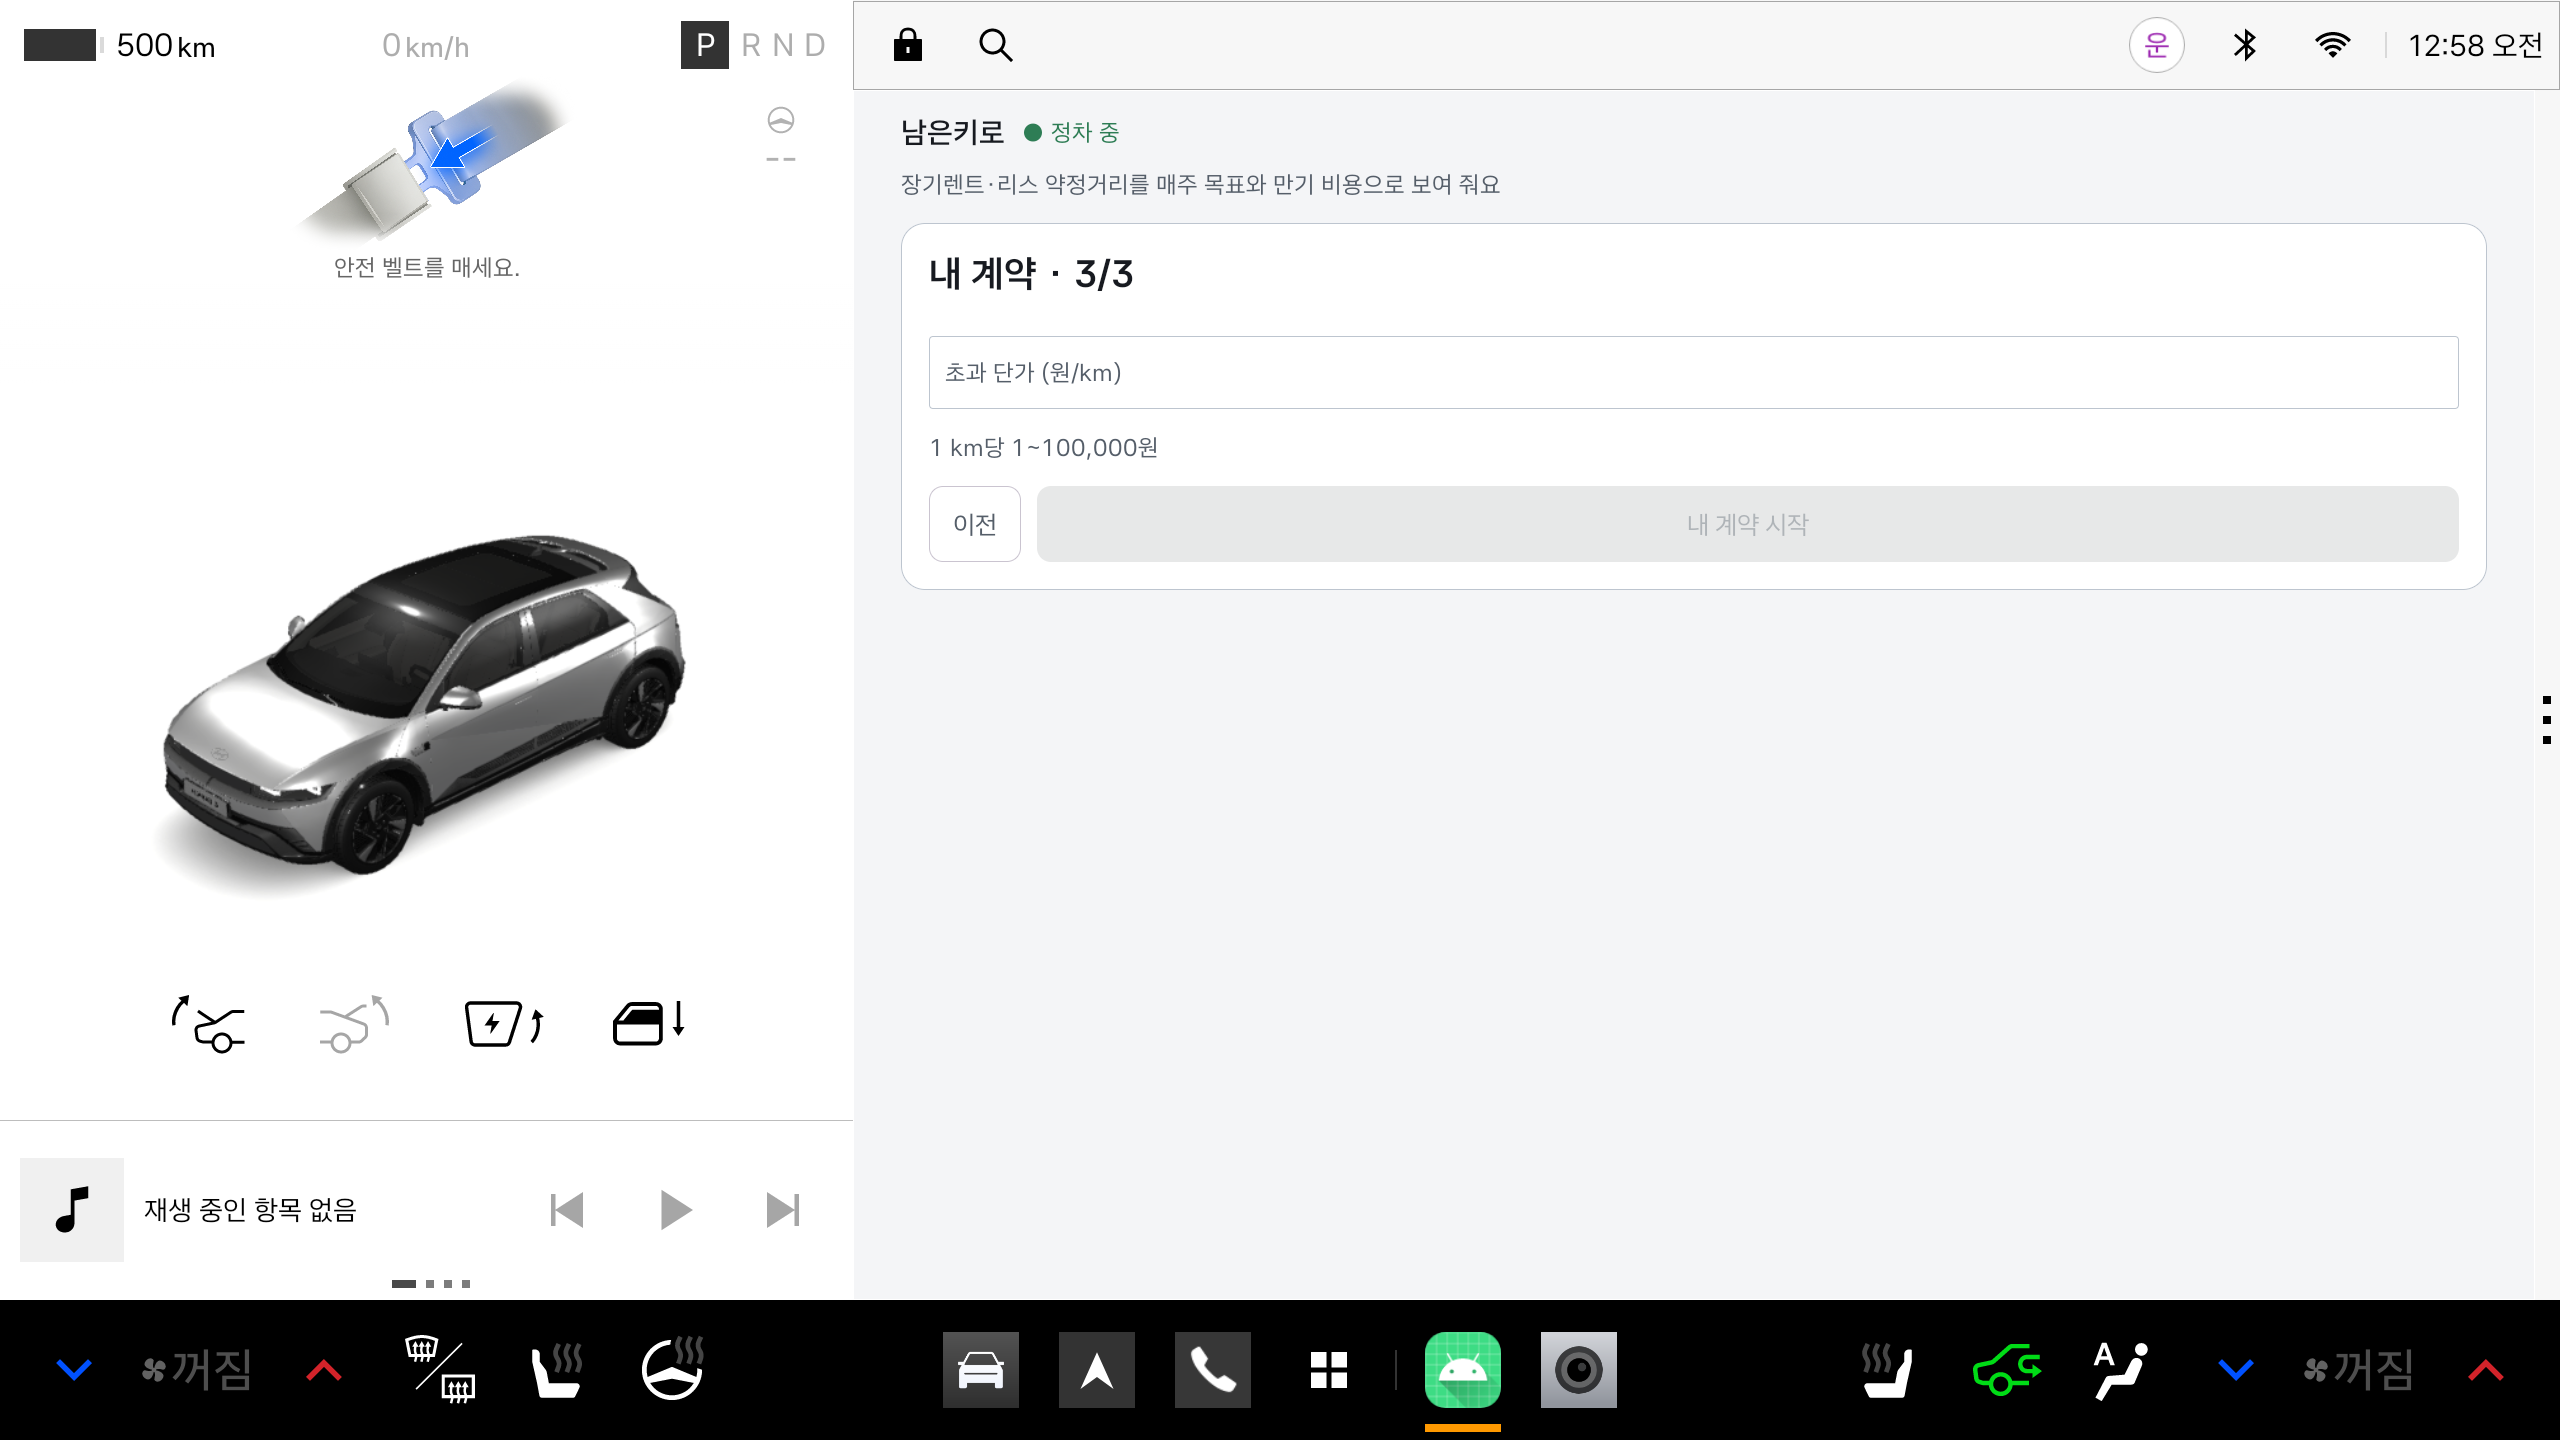 500 km
0 km/h
P R N D
안전 벨트를 매세요.
재생 중인 항목 없음
운
12:58 오전
남은키로
정차 중
장기렌트·리스 약정거리를 매주 목표와 만기 비용으로 보여 줘요
내 계약 · 3/3
초과 단가 (원/km)
1 km당 1~100,000원
이전
내 계약 시작
꺼짐
A
꺼짐